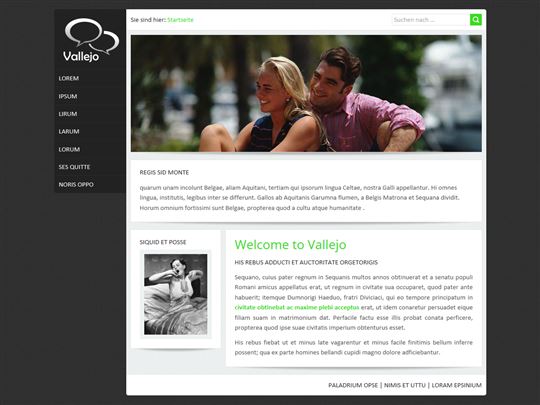 Vallejo
LOREM
IPSUM
LIRUM
LARUM
LORUM
SES QUITTE
NORIS OPPO
Sie sind hier: Startseite
Suchen nach ...
REGIS SID MONTE
quarum unam incolunt Belgae, aliam Aquitani, tertiam qui ipsorum lingua Celtae, nostra Galli appellantur. Hi omnes
lingua, institutis, legibus inter se differunt. Gallos ab Aquitanis Garumna flumen, a Belgis Matrona et Sequana dividit.
Horum omnium fortissimi sunt Belgae, propterea quod a cultu atque humanitate .
SIQUID ET POSSE
Welcome to Vallejo
HIS REBUS ADDUCTI ET AUCTORITATE ORGETORIGIS
Sequano, cuius pater regnum in Sequanis multos annos obtinuerat et a senatu populi
Romani amicus appellatus erat, ut regnum in civitate sua occuparet, quod pater ante
habuerit; itemque Dumnorigi Haeduo, fratri Diviciaci, qui eo tempore principatum in
civitate obtinebat ac maxime plebi acceptus erat, ut idem conaretur persuadet eique
filiam suam in matrimonium dat. Perfacile factu esse illis probat conata perficere,
propterea quod ipse suae civitatis imperium obtenturus esset.
His rebus fiebat ut et minus late vagarentur et minus facile finitimis bellum inferre
possent; qua ex parte homines bellandi cupidi magno dolore adficiebantur.
PALADRIUM OPSE | NIMIS ET UTTU | LORAM EPSINIUM